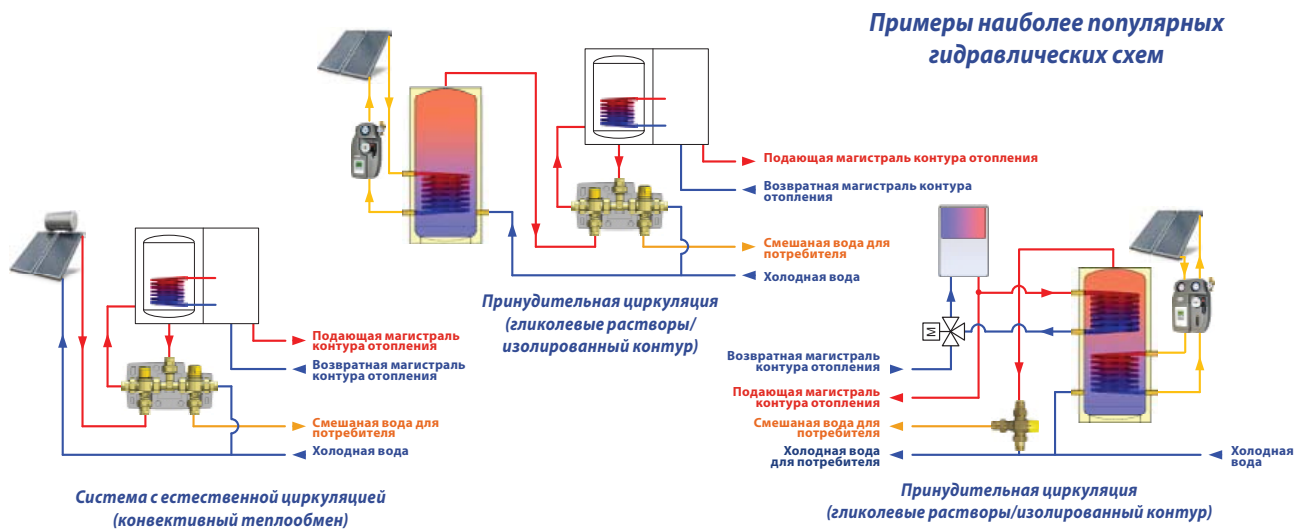 Примеры наиболее популярных
гидравлических схем
Подающая магистраль контура отопления
Возвратная магистраль контура
отопления
Смешаная вода для
потребителя
Холодная вода
Принудительная циркуляция
(гликолевые растворы/
изолированный контур)
Подающая магистраль
контура отопления
Возвратная магистраль
контура отопления
Смешаная вода для
потребителя
Холодная вода
Система с естественной циркуляцией
(конвективный теплообмен)
M
Возвратная магистраль
контура отопления
Подающая магистраль
контура отопления
Смешаная вода для
потребителя
Холодная вода
для потребителя
Холодная
вода
Принудительная циркуляция
(гликолевые растворы/изолированный контур)